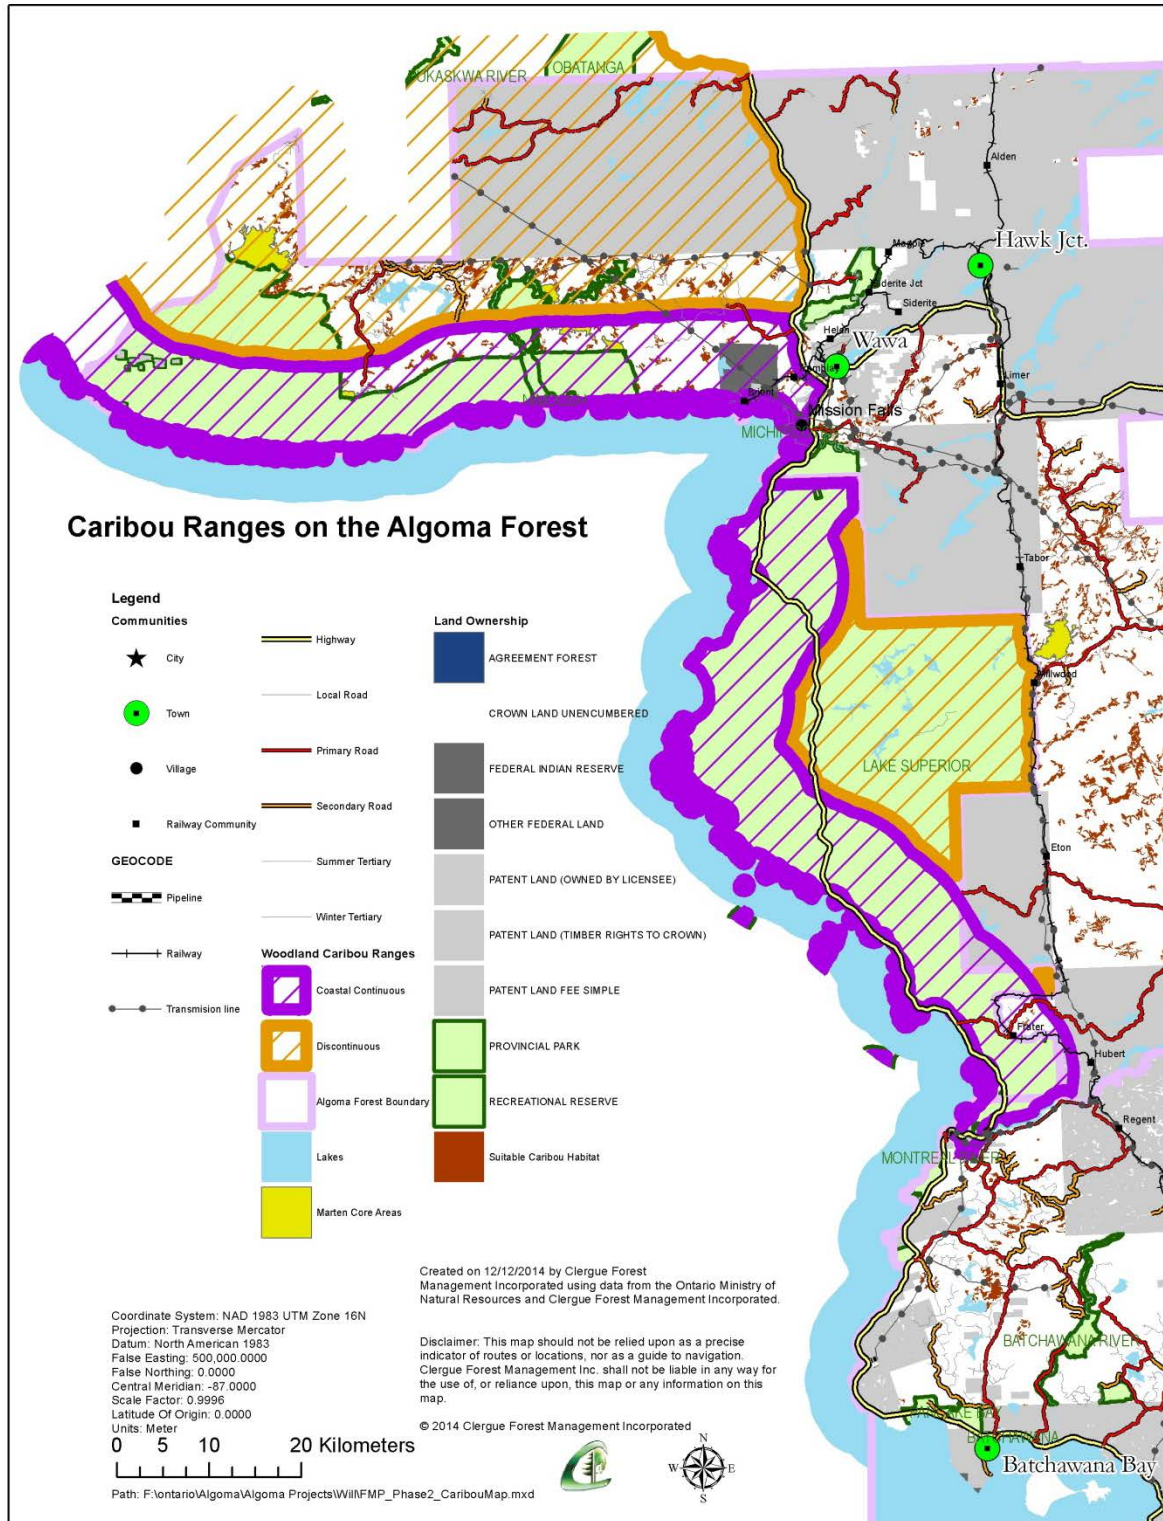 PUKASKWA RIVER
OBATANGA
Alden
Hawk Jct.
Magpie
Siderite Jct
Siderite
Helen
Wawa
Limer
Brient
Mission Falls
Tabor
Millwood
LAKE SUPERIOR
Eton
Frater
Hubert
Regent
MONTREAL RIVER
BATCHAWANA RIVER
PANCAKE BAY
BATCHAWANA
Batchawana Bay
Caribou Ranges on the Algoma Forest
Legend
Communities
City
Town
Village
Railway Community
GEOCODE
Pipeline
Railway
Transmision line
Highway
Local Road
Primary Road
Secondary Road
Summer Tertiary
Winter Tertiary
Woodland Caribou Ranges
Coastal Continuous
Discontinuous
Algoma Forest Boundary
Lakes
Marten Core Areas
Land Ownership
AGREEMENT FOREST
CROWN LAND UNENCUMBERED
FEDERAL INDIAN RESERVE
OTHER FEDERAL LAND
PATENT LAND (OWNED BY LICENSEE)
PATENT LAND (TIMBER RIGHTS TO CROWN)
PATENT LAND FEE SIMPLE
PROVINCIAL PARK
RECREATIONAL RESERVE
Suitable Caribou Habitat
Created on 12/12/2014 by Clergue Forest
Management Incorporated using data from the Ontario Ministry of
Natural Resources and Clergue Forest Management Incorporated.
Disclaimer: This map should not be relied upon as a precise
indicator of routes or locations, nor as a guide to navigation.
Clergue Forest Management Inc. shall not be liable in any way for
the use of, or reliance upon, this map or any information on this
map.
© 2014 Clergue Forest Management Incorporated
Coordinate System: NAD 1983 UTM Zone 16N
Projection: Transverse Mercator
Datum: North American 1983
False Easting: 500,000.0000
False Northing: 0.0000
Central Meridian: -87.0000
Scale Factor: 0.9996
Latitude Of Origin: 0.0000
Units: Meter
0 5 10 20 Kilometers
Path: F:\ontario\Algoma\Algoma Projects\Will\FMP_Phase2_CaribouMap.mxd
N
W E
S